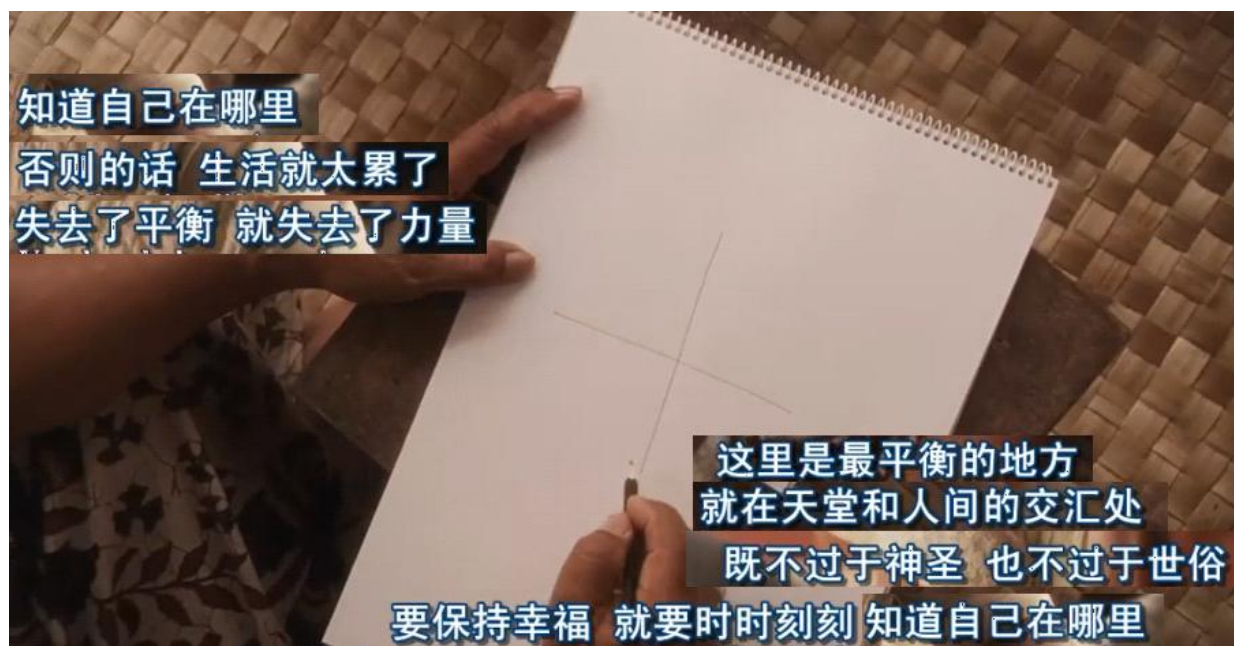 知道自己在哪里
否则的话 生活就太累了
失去了平衡 就失去了力量
这里是最平衡的地方
就在天堂和人间的交汇处
既不过于神圣 也不过于世俗
要保持幸福 就要时时刻刻 知道自己在哪里